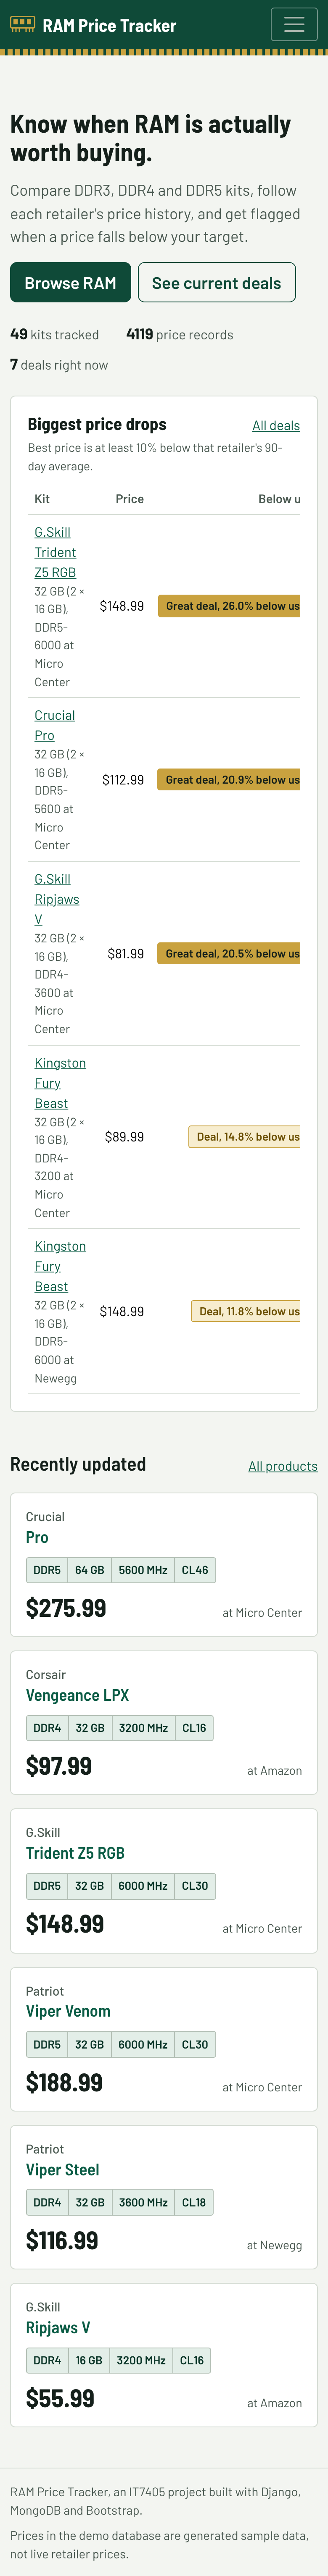 RAM Price Tracker
Know when RAM is actually
worth buying.
Compare DDR3, DDR4 and DDR5 kits, follow
each retailer's price history, and get flagged
when a price falls below your target.
Browse RAM See current deals
49 kits tracked 4119 price records
7 deals right now
Biggest price drops All deals
Best price is at least 10% below that retailer's 90-
day average.
Kit Price Below u
G.Skill
Trident
Z5 RGB
32 GB (2 ×
16 GB),
DDR5-
6000 at
Micro
Center
$148.99 Great deal, 26.0% below us
Crucial
Pro
32 GB (2 ×
16 GB),
DDR5-
5600 at
Micro
Center
$112.99 Great deal, 20.9% below us
G.Skill
Ripjaws
V
32 GB (2 ×
16 GB),
DDR4-
3600 at
Micro
Center
$81.99 Great deal, 20.5% below us
Kingston
Fury
Beast
32 GB (2 ×
16 GB),
DDR4-
3200 at
Micro
Center
$89.99 Deal, 14.8% below us
Kingston
Fury
Beast
32 GB (2 ×
16 GB),
DDR5-
6000 at
Newegg
$148.99 Deal, 11.8% below us
Recently updated All products
Crucial
Pro
DDR5 64 GB 5600 MHz CL46
$275.99 at Micro Center
Corsair
Vengeance LPX
DDR4 32 GB 3200 MHz CL16
$97.99 at Amazon
G.Skill
Trident Z5 RGB
DDR5 32 GB 6000 MHz CL30
$148.99 at Micro Center
Patriot
Viper Venom
DDR5 32 GB 6000 MHz CL30
$188.99 at Micro Center
Patriot
Viper Steel
DDR4 32 GB 3600 MHz CL18
$116.99 at Newegg
G.Skill
Ripjaws V
DDR4 16 GB 3200 MHz CL16
$55.99 at Amazon
RAM Price Tracker, an IT7405 project built with Django,
MongoDB and Bootstrap.
Prices in the demo database are generated sample data,
not live retailer prices.